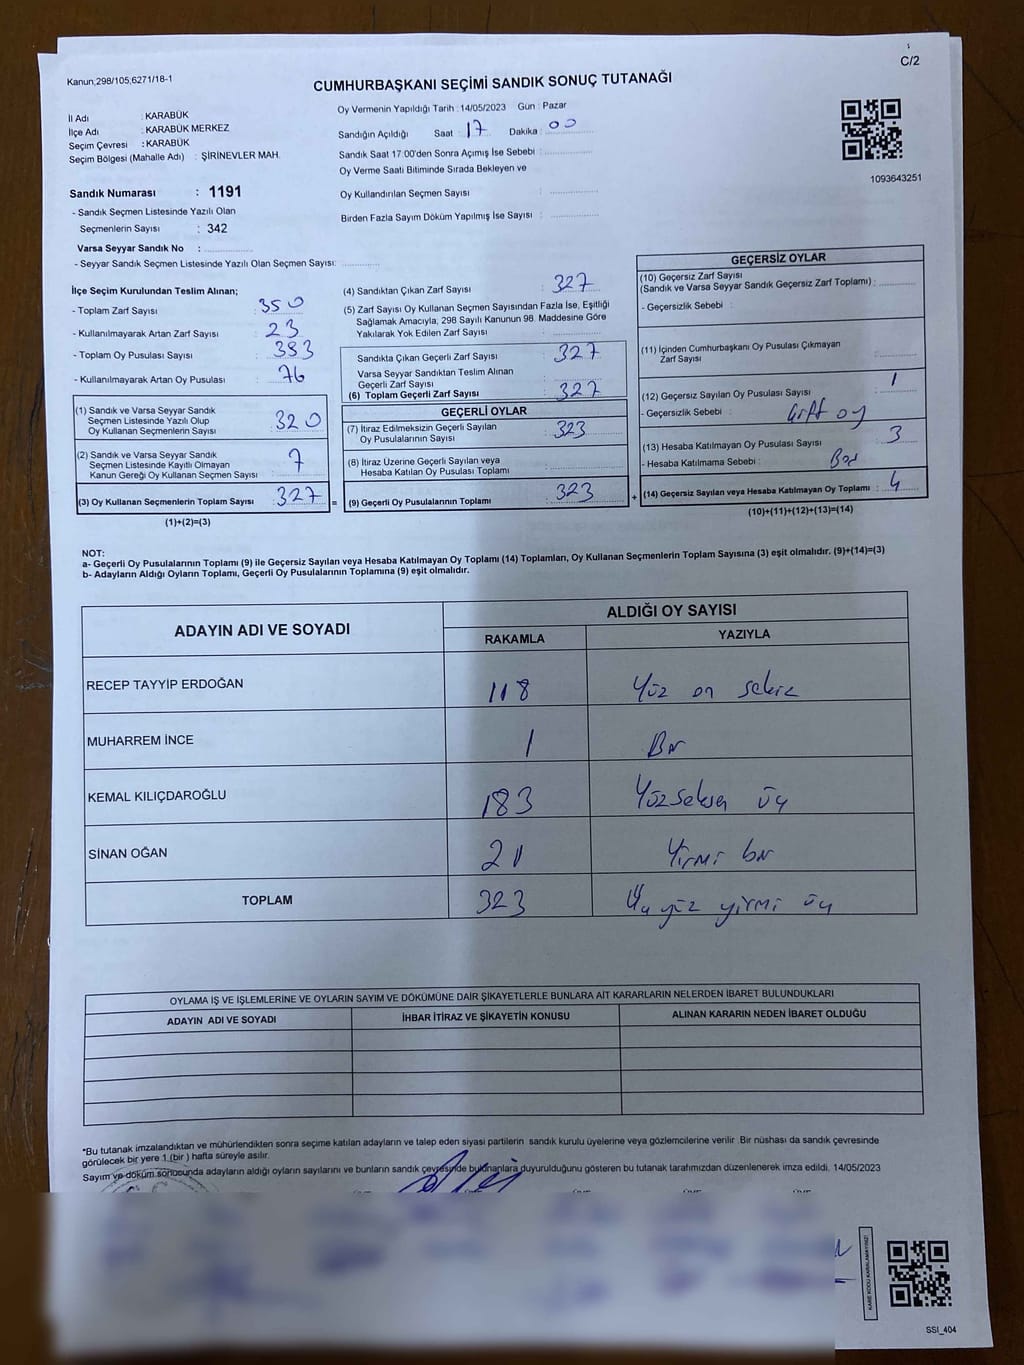 C/2
Kanun,298/105,6271/18-1
CUMHURBAŞKANI SEÇİMİ SANDIK SONUÇ TUTANAĞI
İl Adı : KARABÜK
İlçe Adı : KARABÜK MERKEZ
Seçim Çevresi : KARABÜK
Seçim Bölgesi (Mahalle Adı) : ŞİRİNEVLER MAH.
Sandık Numarası : 1191
- Sandık Seçmen Listesinde Yazılı Olan
Seçmenlerin Sayısı : 342
Varsa Seyyar Sandık No :
- Seyyar Sandık Seçmen Listesinde Yazılı Olan Seçmen Sayısı:
Oy Vermenin Yapıldığı Tarih : 14/05/2023 Gün : Pazar
Sandığın Açıldığı Saat : 17 Dakika : 00
Sandık Saat 17:00'den Sonra Açımış İse Sebebi :
Oy Verme Saati Bitiminde Sırada Bekleyen ve
Oy Kullandırılan Seçmen Sayısı :
Birden Fazla Sayım Döküm Yapılmış İse Sayısı :
1093643251
İlçe Seçim Kurulundan Teslim Alınan;
- Toplam Zarf Sayısı : 350
- Kullanılmayarak Artan Zarf Sayısı : 23
- Toplam Oy Pusulası Sayısı : 383
- Kullanılmayarak Artan Oy Pusulası : 76
(1) Sandık ve Varsa Seyyar Sandık
Seçmen Listesinde Yazılı Olup
Oy Kullanan Seçmenlerin Sayısı : 320
(2) Sandık ve Varsa Seyyar Sandık
Seçmen Listesinde Kayıtlı Olmayan
Kanun Gereği Oy Kullanan Seçmen Sayısı : 7
(3) Oy Kullanan Seçmenlerin Toplam Sayısı : 327 =
(1)+(2)=(3)
(4) Sandıktan Çıkan Zarf Sayısı : 327
(5) Zarf Sayısı Oy Kullanan Seçmen Sayısından Fazla İse, Eşitliği
Sağlamak Amacıyla, 298 Sayılı Kanunun 98. Maddesine Göre
Yakılarak Yok Edilen Zarf Sayısı :
Sandıkta Çıkan Geçerli Zarf Sayısı : 327
Varsa Seyyar Sandıktan Teslim Alınan
Geçerli Zarf Sayısı :
(6) Toplam Geçerli Zarf Sayısı : 327
GEÇERLİ OYLAR
(7) İtiraz Edilmeksizin Geçerli Sayılan
Oy Pusulalarının Sayısı : 323
(8) İtiraz Üzerine Geçerli Sayılan veya
Hesaba Katılan Oy Pusulası Toplamı :
(9) Geçerli Oy Pusulalarının Toplamı : 323 +
GEÇERSİZ OYLAR
(10) Geçersiz Zarf Sayısı
(Sandık ve Varsa Seyyar Sandık Geçersiz Zarf Toplamı) :
- Geçersizlik Sebebi :
(11) İçinden Cumhurbaşkanı Oy Pusulası Çıkmayan
Zarf Sayısı :
(12) Geçersiz Sayılan Oy Pusulası Sayısı : 1
- Geçersizlik Sebebi : Çift oy
(13) Hesaba Katılmayan Oy Pusulası Sayısı : 3
- Hesaba Katılmama Sebebi : Boş
(14) Geçersiz Sayılan veya Hesaba Katılmayan Oy Toplamı : 4
(10)+(11)+(12)+(13)=(14)
NOT:
a- Geçerli Oy Pusulalarının Toplamı (9) ile Geçersiz Sayılan veya Hesaba Katılmayan Oy Toplamı (14) Toplamları, Oy Kullanan Seçmenlerin Toplam Sayısına (3) eşit olmalıdır. (9)+(14)=(3)
b- Adayların Aldığı Oyların Toplamı, Geçerli Oy Pusulalarının Toplamına (9) eşit olmalıdır.
ADAYIN ADI VE SOYADI ALDIĞI OY SAYISI
RAKAMLA YAZIYLA
RECEP TAYYİP ERDOĞAN 118 Yüz on sekiz
MUHARREM İNCE 1 Bir
KEMAL KILIÇDAROĞLU 183 Yüzseksen üç
SİNAN OĞAN 21 Yirmi bir
TOPLAM 323 Üç yüz yirmi üç
OYLAMA İŞ VE İŞLEMLERİNE VE OYLARIN SAYIM VE DÖKÜMÜNE DAİR ŞİKAYETLERLE BUNLARA AİT KARARLARIN NELERDEN İBARET BULUNDUKLARI
ADAYIN ADI VE SOYADI İHBAR İTİRAZ VE ŞİKAYETİN KONUSU ALINAN KARARIN NEDEN İBARET OLDUĞU
*Bu tutanak imzalandıktan ve mühürlendikten sonra seçime katılan adayların ve talep eden siyasi partilerin sandık kurulu üyelerine veya gözlemcilerine verilir .Bir nüshası da sandık çevresinde
görülecek bir yere 1 (bir ) hafta süreyle asılır.
Sayım ve döküm sonucunda adayların aldığı oyların sayılarını ve bunların sandık çevresinde bulunanlara duyurulduğunu gösteren bu tutanak tarafımızdan düzenlenerek imza edildi. 14/05/2023
KARE KODU KARALAMAYINIZ!
SSI_404